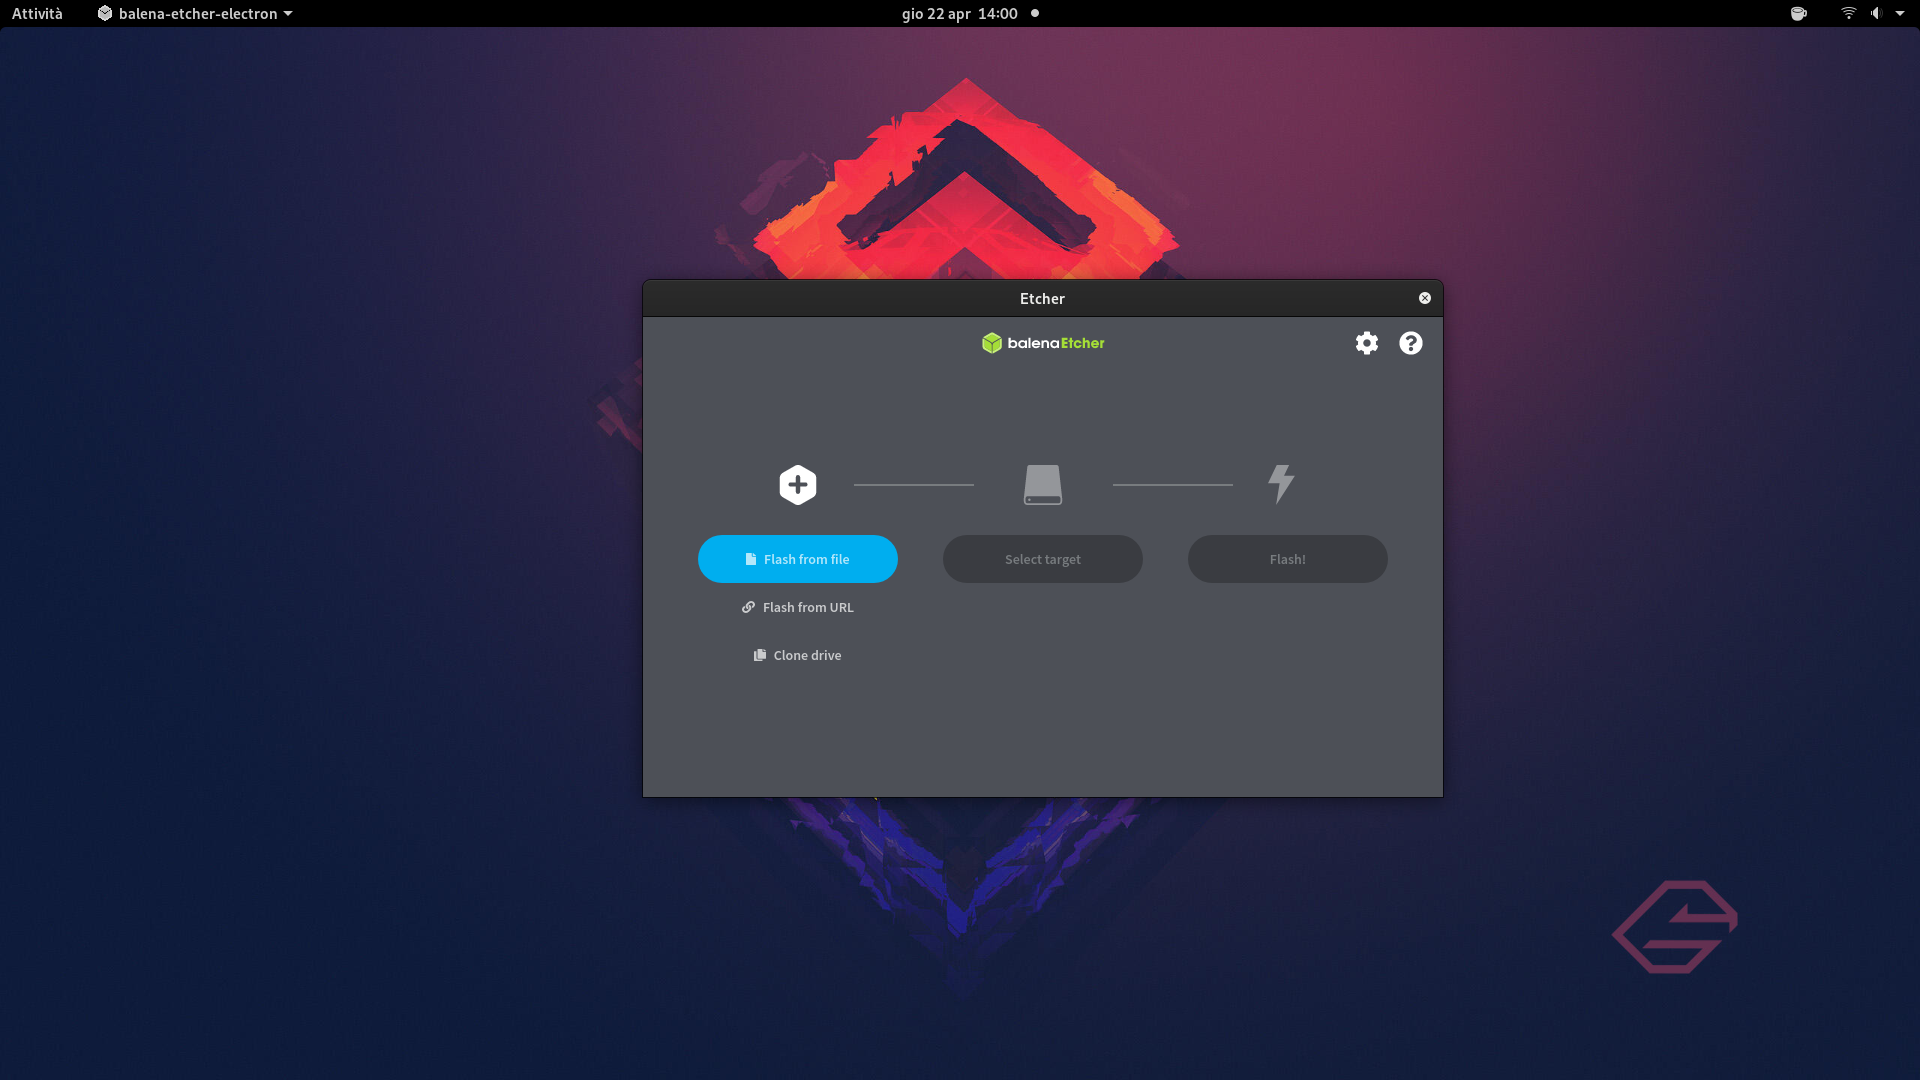 Attività balena-etcher-electron gio 22 apr 14:00
Etcher
balenaEtcher
Flash from file
Select target
Flash!
Flash from URL
Clone drive